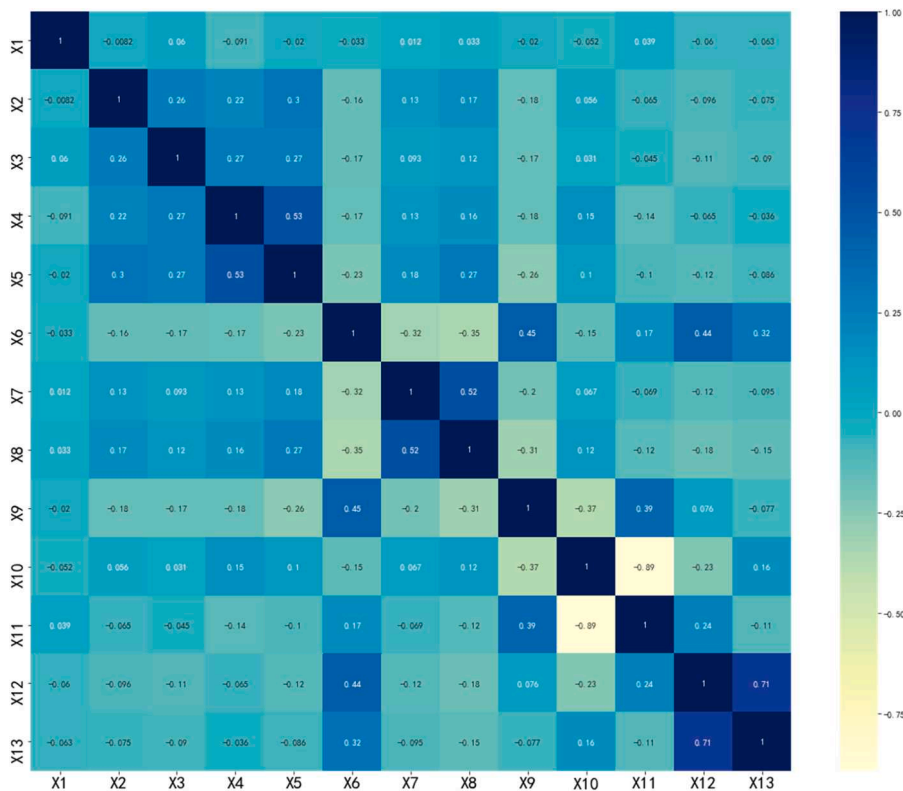 X1 1 -0.0082 0.06 -0.091 -0.02 -0.033 0.012 0.033 -0.02 -0.052 0.039 -0.06 -0.063
X2 -0.0082 1 0.26 0.22 0.3 -0.16 0.13 0.17 -0.18 0.056 -0.065 -0.096 -0.075
X3 0.06 0.26 1 0.27 0.27 -0.17 0.093 0.12 -0.17 0.031 -0.045 -0.11 -0.09
X4 -0.091 0.22 0.27 1 0.53 -0.17 0.13 0.16 -0.18 0.15 -0.14 -0.065 -0.036
X5 -0.02 0.3 0.27 0.53 1 -0.23 0.18 0.27 -0.26 0.1 -0.1 -0.12 -0.086
X6 -0.033 -0.16 -0.17 -0.17 -0.23 1 -0.32 -0.35 0.45 -0.15 0.17 0.44 0.32
X7 0.012 0.13 0.093 0.13 0.18 -0.32 1 0.52 -0.2 0.067 -0.069 -0.12 -0.095
X8 0.033 0.17 0.12 0.16 0.27 -0.35 0.52 1 -0.31 0.12 -0.12 -0.18 -0.15
X9 -0.02 -0.18 -0.17 -0.18 -0.26 0.45 -0.2 -0.31 1 -0.37 0.39 0.076 -0.077
X10 -0.052 0.056 0.031 0.15 0.1 -0.15 0.067 0.12 -0.37 1 -0.89 -0.23 0.16
X11 0.039 -0.065 -0.045 -0.14 -0.1 0.17 -0.069 -0.12 0.39 -0.89 1 0.24 -0.11
X12 -0.06 -0.096 -0.11 -0.065 -0.12 0.44 -0.12 -0.18 0.076 -0.23 0.24 1 0.71
X13 -0.063 -0.075 -0.09 -0.036 -0.086 0.32 -0.095 -0.15 -0.077 0.16 -0.11 0.71 1
X1 X2 X3 X4 X5 X6 X7 X8 X9 X10 X11 X12 X13
1.00
0.75
0.50
0.25
0.00
-0.25
-0.50
-0.75